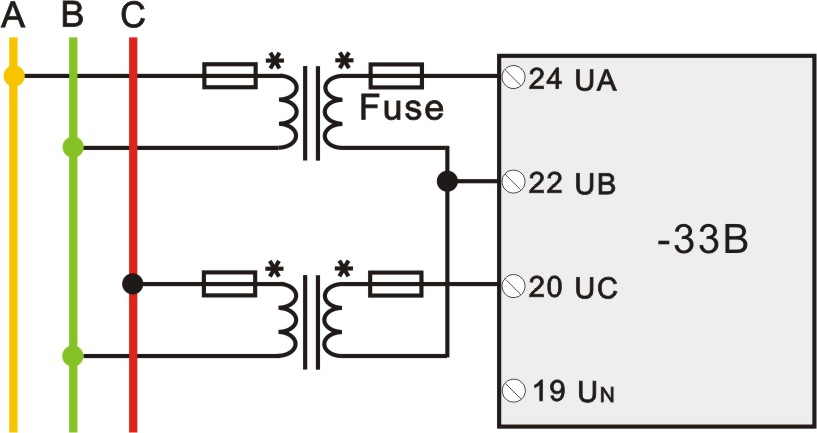 A B C
* *
Fuse
24 UA
22 UB
-33B
* *
20 UC
19 UN